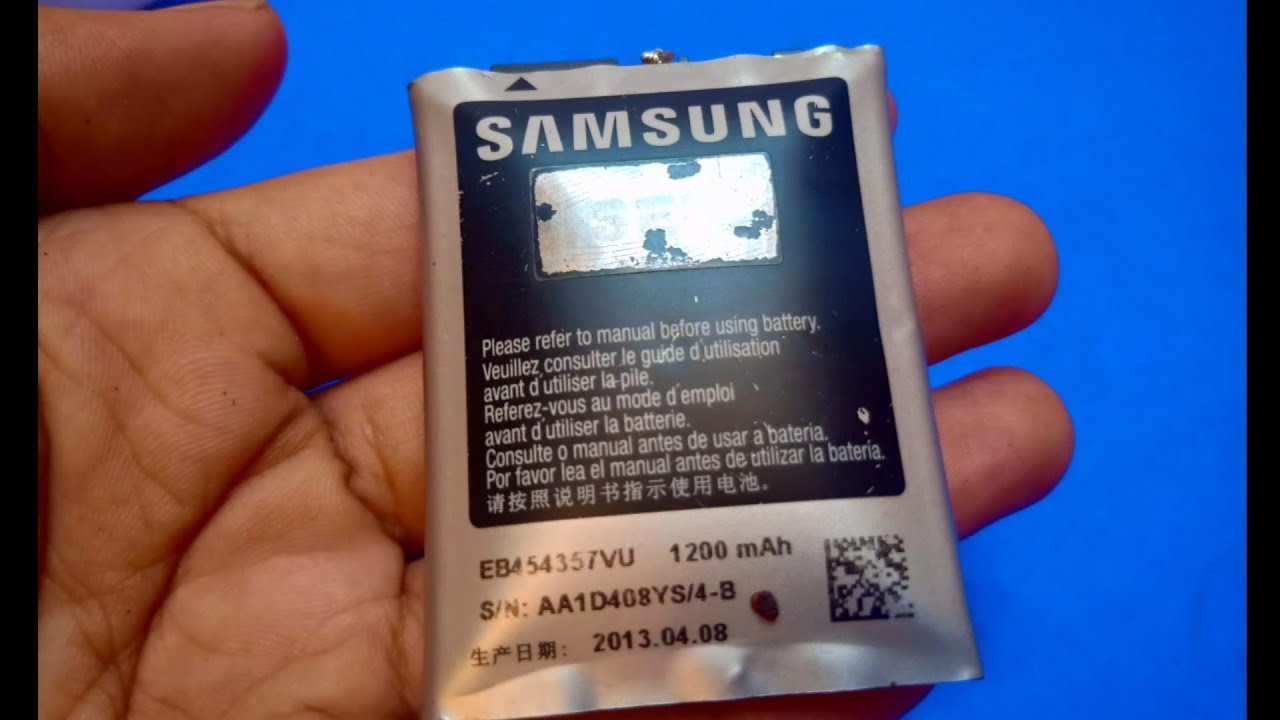 SAMSUNG
Please refer to manual before using battery.
Veuillez consulter le guide d'utilisation
avant d'utiliser la pile.
Referez-vous au mode d'emploi
avant d'utiliser la batterie.
Consulte o manual antes de usar a bateria.
Por favor lea el manual antes de utilizar la batería.
请按照说明书指示使用电池。
EB454357VU 1200 mAh
S/N: AA1D408YS/4-B
生产日期: 2013.04.08